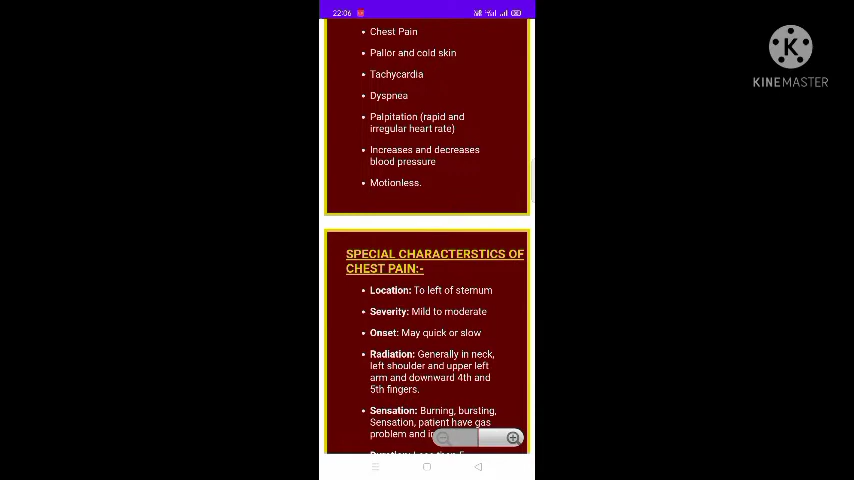 22:06
KINEMASTER
• Chest Pain
• Pallor and cold skin
• Tachycardia
• Dyspnea
• Palpitation (rapid and
irregular heart rate)
• Increases and decreases
blood pressure
• Motionless.
SPECIAL CHARACTERSTICS OF
CHEST PAIN:-
• Location: To left of sternum
• Severity: Mild to moderate
• Onset: May quick or slow
• Radiation: Generally in neck,
left shoulder and upper left
arm and downward 4th and
5th fingers.
• Sensation: Burning, bursting,
Sensation, patient have gas
problem and